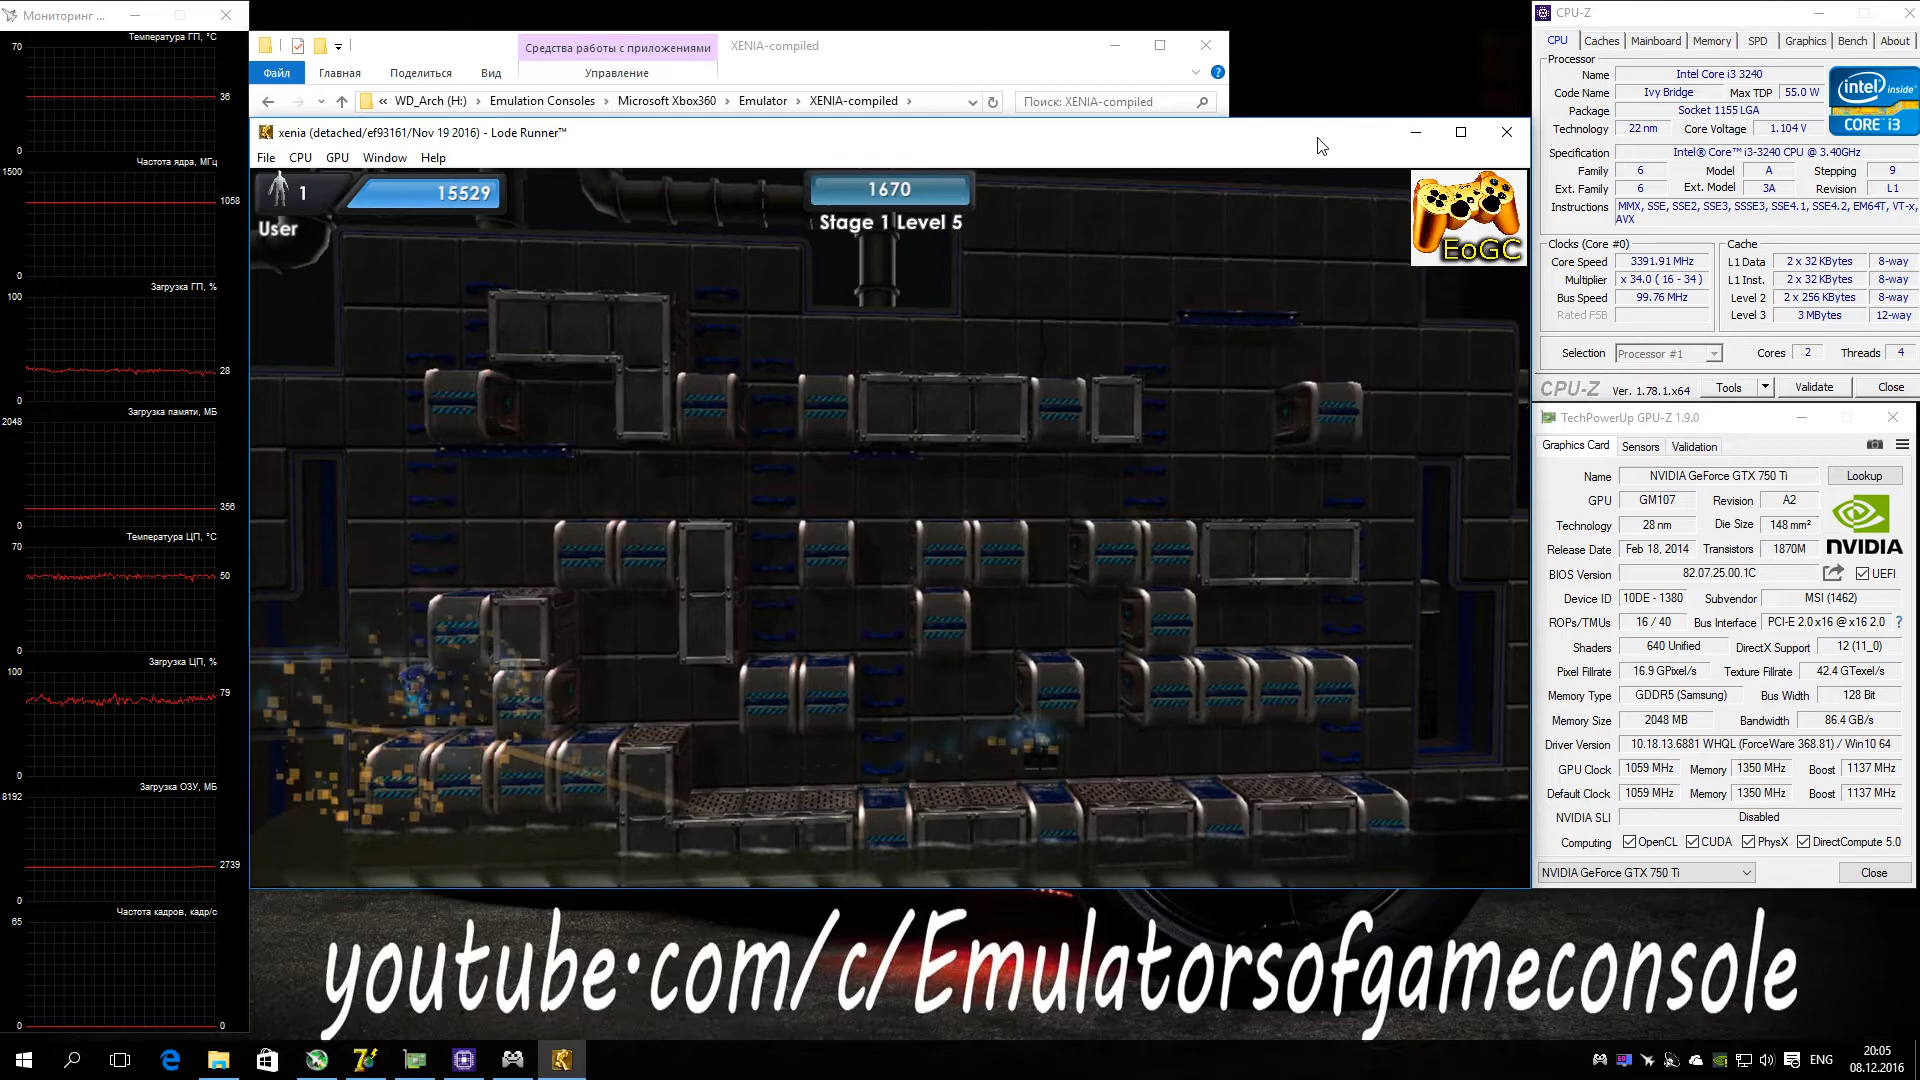 Мониторинг ...
Температура ГП, °C
70
36
0
Частота ядра, МГц
1500
1058
0
Загрузка ГП, %
100
28
0
Загрузка памяти, МБ
2048
356
0
Температура ЦП, °C
70
50
0
Загрузка ЦП, %
100
79
0
Загрузка ОЗУ, МБ
8192
2739
0
Частота кадров, кадр/с
65
0
0
Средства работы с приложениями
XENIA-compiled
Файл
Главная
Поделиться
Вид
Управление
« WD_Arch (H:) > Emulation Consoles > Microsoft Xbox360 > Emulator > XENIA-compiled >
Поиск: XENIA-compiled
xenia (detached/ef93161/Nov 19 2016) - Lode Runner™
File CPU GPU Window Help
1
15529
1670
User
Stage 1 Level 5
EoGC
CPU-Z
CPU Caches Mainboard Memory SPD Graphics Bench About
Processor
Name Intel Core i3 3240
Code Name Ivy Bridge Max TDP 55.0 W
Package Socket 1155 LGA
Technology 22 nm Core Voltage 1.104 V
intel inside™
CORE i3
Specification Intel® Core™ i3-3240 CPU @ 3.40GHz
Family 6 Model A Stepping 9
Ext. Family 6 Ext. Model 3A Revision L1
Instructions MMX, SSE, SSE2, SSE3, SSSE3, SSE4.1, SSE4.2, EM64T, VT-x,
AVX
Clocks (Core #0)
Core Speed 3391.91 MHz
Multiplier x 34.0 ( 16 - 34 )
Bus Speed 99.76 MHz
Rated FSB
Cache
L1 Data 2 x 32 KBytes 8-way
L1 Inst. 2 x 32 KBytes 8-way
Level 2 2 x 256 KBytes 8-way
Level 3 3 MBytes 12-way
Selection Processor #1 Cores 2 Threads 4
CPU-Z Ver. 1.78.1.x64 Tools Validate Close
TechPowerUp GPU-Z 1.9.0
Graphics Card Sensors Validation
Name NVIDIA GeForce GTX 750 Ti Lookup
GPU GM107 Revision A2
Technology 28 nm Die Size 148 mm²
Release Date Feb 18, 2014 Transistors 1870M
NVIDIA
BIOS Version 82.07.25.00.1C UEFI
Device ID 10DE - 1380 Subvendor MSI (1462)
ROPs/TMUs 16 / 40 Bus Interface PCI-E 2.0 x16 @ x16 2.0 ?
Shaders 640 Unified DirectX Support 12 (11_0)
Pixel Fillrate 16.9 GPixel/s Texture Fillrate 42.4 GTexel/s
Memory Type GDDR5 (Samsung) Bus Width 128 Bit
Memory Size 2048 MB Bandwidth 86.4 GB/s
Driver Version 10.18.13.6881 WHQL (ForceWare 368.81) / Win10 64
GPU Clock 1059 MHz Memory 1350 MHz Boost 1137 MHz
Default Clock 1059 MHz Memory 1350 MHz Boost 1137 MHz
NVIDIA SLI Disabled
Computing OpenCL CUDA PhysX DirectCompute 5.0
NVIDIA GeForce GTX 750 Ti Close
youtube.com/c/Emulatorsofgameconsole
ENG
20:05
08.12.2016